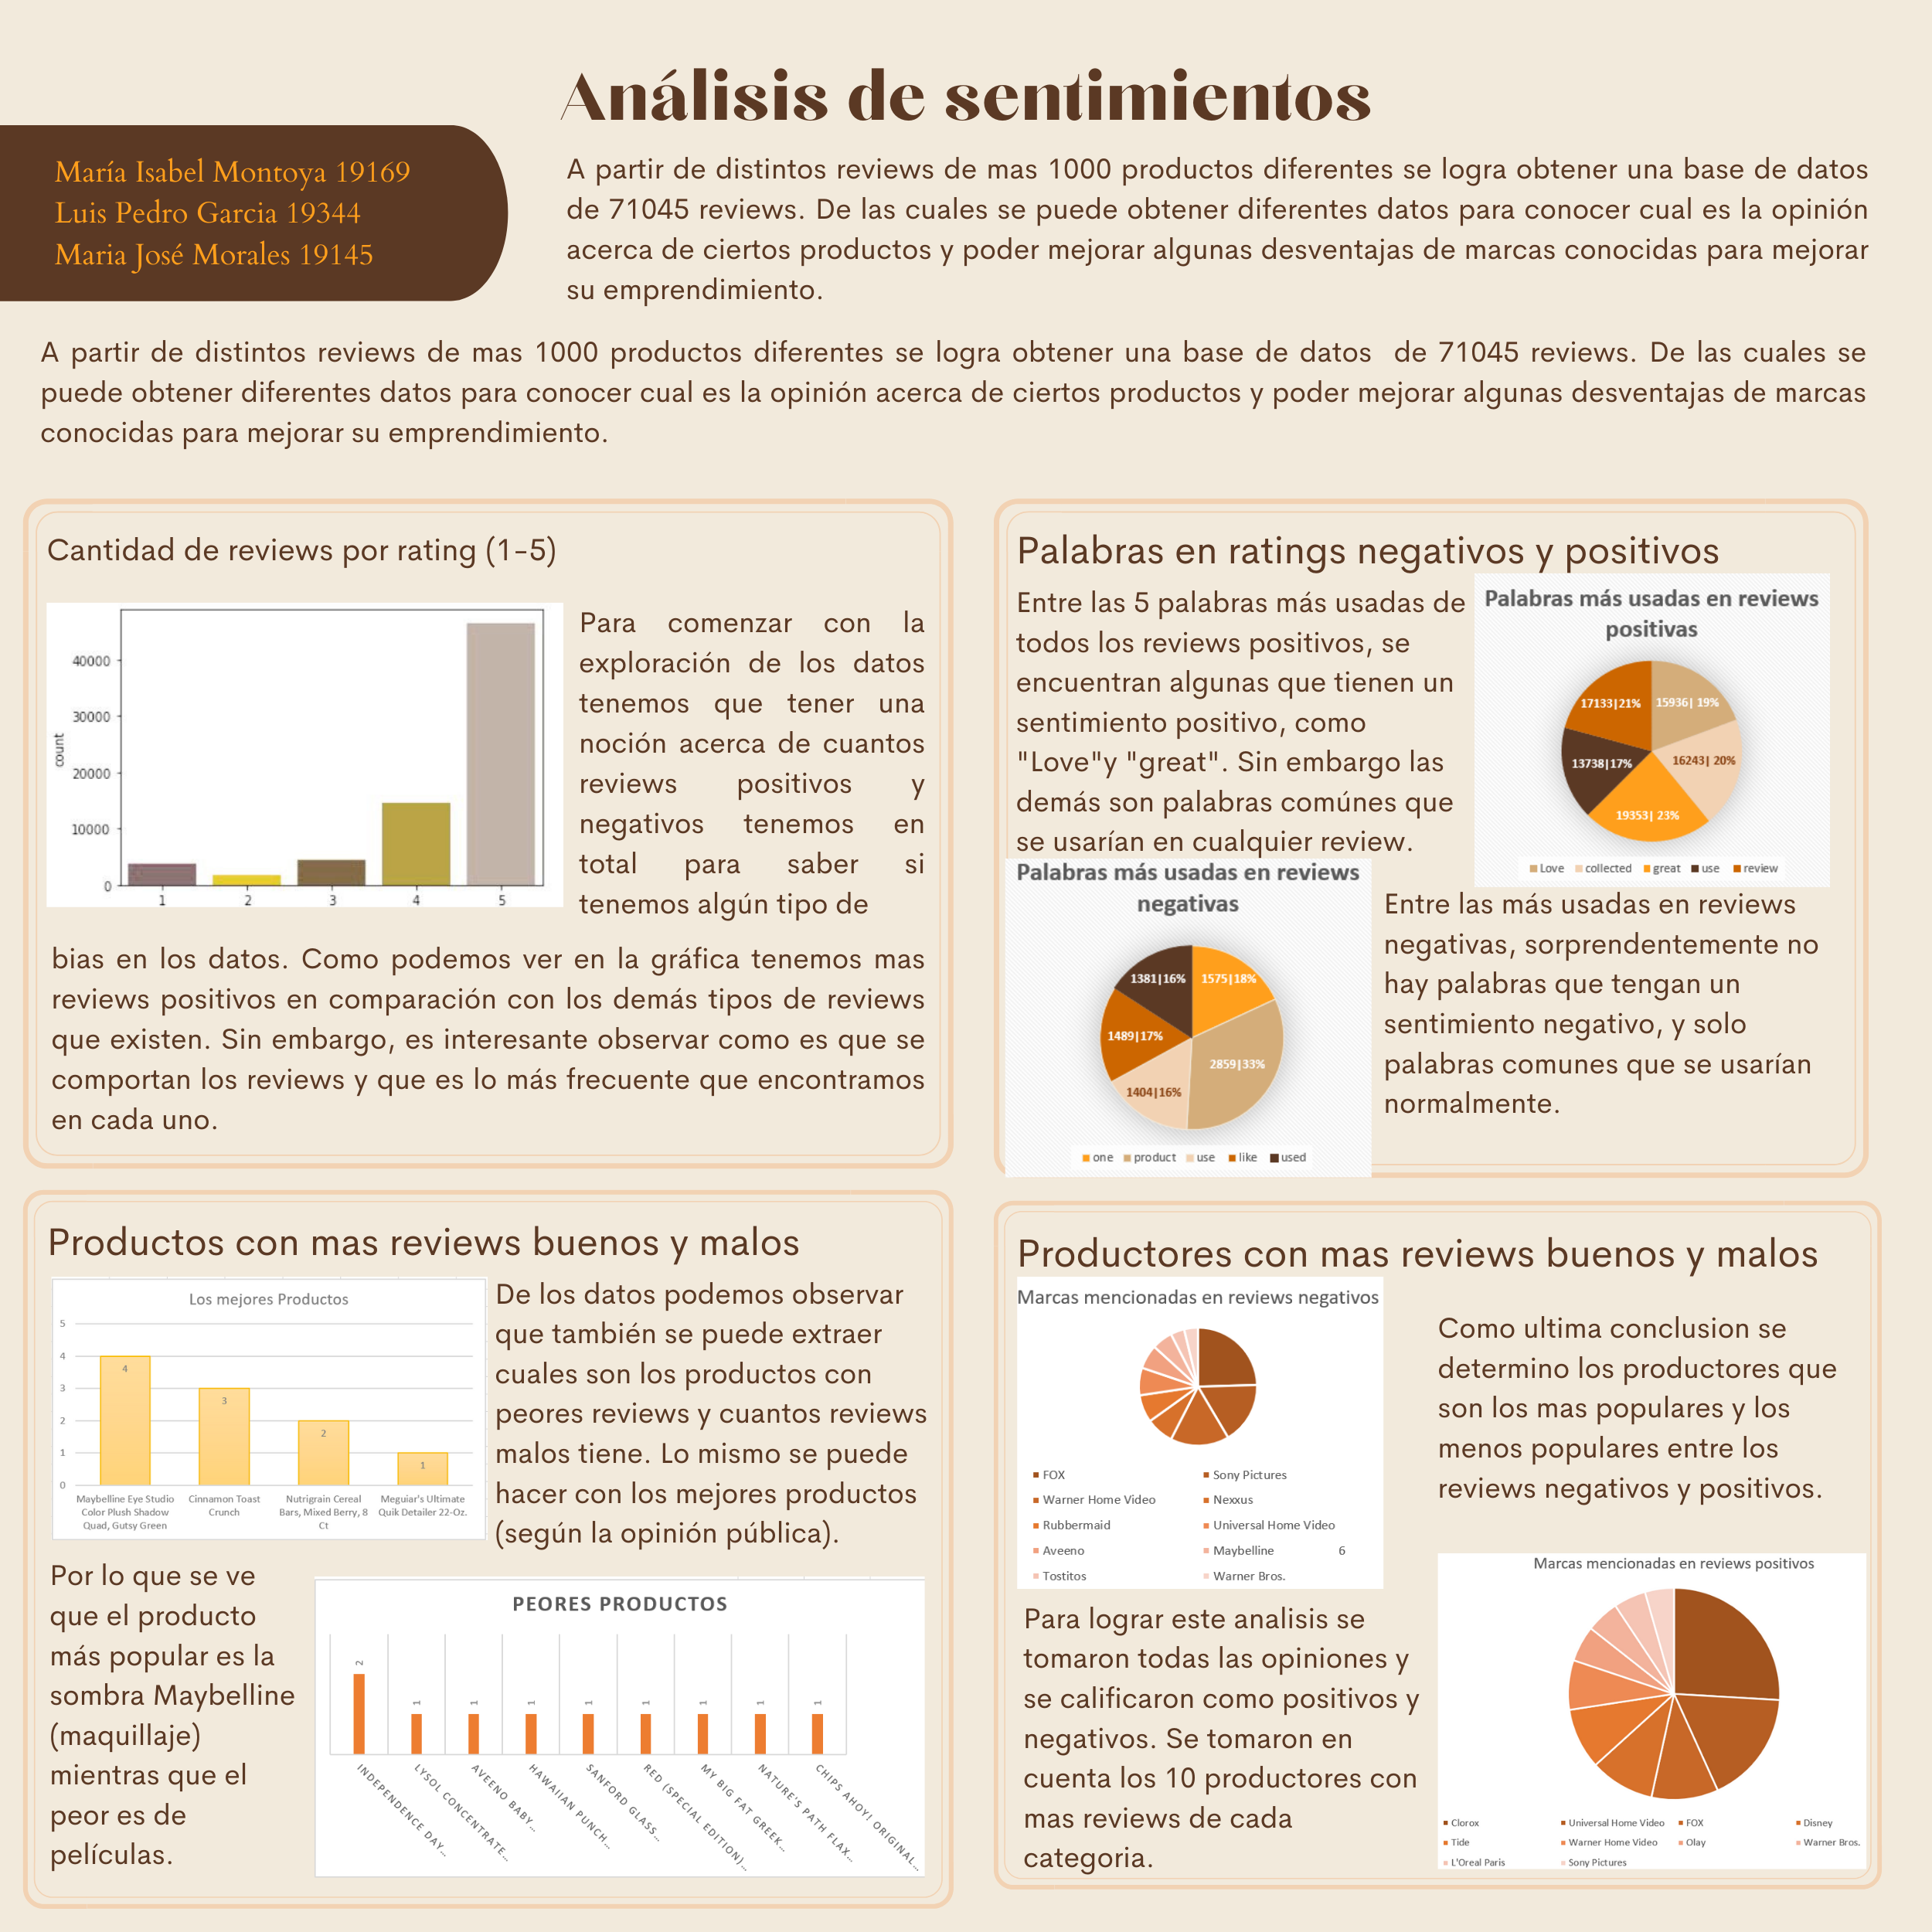 Análisis de sentimientos
María Isabel Montoya 19169
Luis Pedro Garcia 19344
Maria José Morales 19145
A partir de distintos reviews de mas 1000 productos diferentes se logra obtener una base de datos
de 71045 reviews. De las cuales se puede obtener diferentes datos para conocer cual es la opinión
acerca de ciertos productos y poder mejorar algunas desventajas de marcas conocidas para mejorar
su emprendimiento.
A partir de distintos reviews de mas 1000 productos diferentes se logra obtener una base de datos de 71045 reviews. De las cuales se
puede obtener diferentes datos para conocer cual es la opinión acerca de ciertos productos y poder mejorar algunas desventajas de marcas
conocidas para mejorar su emprendimiento.
Cantidad de reviews por rating (1-5)
count
40000
30000
20000
10000
0
1 2 3 4 5
Para comenzar con la
exploración de los datos
tenemos que tener una
noción acerca de cuantos
reviews positivos y
negativos tenemos en
total para saber si
tenemos algún tipo de
bias en los datos. Como podemos ver en la gráfica tenemos mas
reviews positivos en comparación con los demás tipos de reviews
que existen. Sin embargo, es interesante observar como es que se
comportan los reviews y que es lo más frecuente que encontramos
en cada uno.
Palabras en ratings negativos y positivos
Entre las 5 palabras más usadas de
todos los reviews positivos, se
encuentran algunas que tienen un
sentimiento positivo, como
"Love"y "great". Sin embargo las
demás son palabras comúnes que
se usarían en cualquier review.
Palabras más usadas en reviews
positivas
17133|21%
15936| 19%
13738|17%
16243| 20%
19353| 23%
Love collected great use review
Palabras más usadas en reviews
negativas
1381|16%
1575|18%
1489|17%
2859|33%
1404|16%
one product use like used
Entre las más usadas en reviews
negativas, sorprendentemente no
hay palabras que tengan un
sentimiento negativo, y solo
palabras comunes que se usarían
normalmente.
Productos con mas reviews buenos y malos
Los mejores Productos
5
4
3
2
1
0
4
3
2
1
Maybelline Eye Studio
Color Plush Shadow
Quad, Gutsy Green
Cinnamon Toast
Crunch
Nutrigrain Cereal
Bars, Mixed Berry, 8
Ct
Meguiar's Ultimate
Quik Detailer 22-Oz.
De los datos podemos observar
que también se puede extraer
cuales son los productos con
peores reviews y cuantos reviews
malos tiene. Lo mismo se puede
hacer con los mejores productos
(según la opinión pública).
Por lo que se ve
que el producto
más popular es la
sombra Maybelline
(maquillaje)
mientras que el
peor es de
películas.
PEORES PRODUCTOS
2 1 1 1 1 1 1 1 1
INDEPENDENCE DAY...
LYSOL CONCENTRATE...
AVEENO BABY...
HAWAIIAN PUNCH...
SANFORD GLASS...
RED (SPECIAL EDITION)...
MY BIG FAT GREEK...
NATURE'S PATH FLAX...
CHIPS AHOY! ORIGINAL...
Productores con mas reviews buenos y malos
Marcas mencionadas en reviews negativos
FOX Sony Pictures
Warner Home Video Nexxus
Rubbermaid Universal Home Video
Aveeno Maybelline 6
Tostitos Warner Bros.
Como ultima conclusion se
determino los productores que
son los mas populares y los
menos populares entre los
reviews negativos y positivos.
Para lograr este analisis se
tomaron todas las opiniones y
se calificaron como positivos y
negativos. Se tomaron en
cuenta los 10 productores con
mas reviews de cada
categoria.
Marcas mencionadas en reviews positivos
Clorox Universal Home Video FOX Disney
Tide Warner Home Video Olay Warner Bros.
L'Oreal Paris Sony Pictures